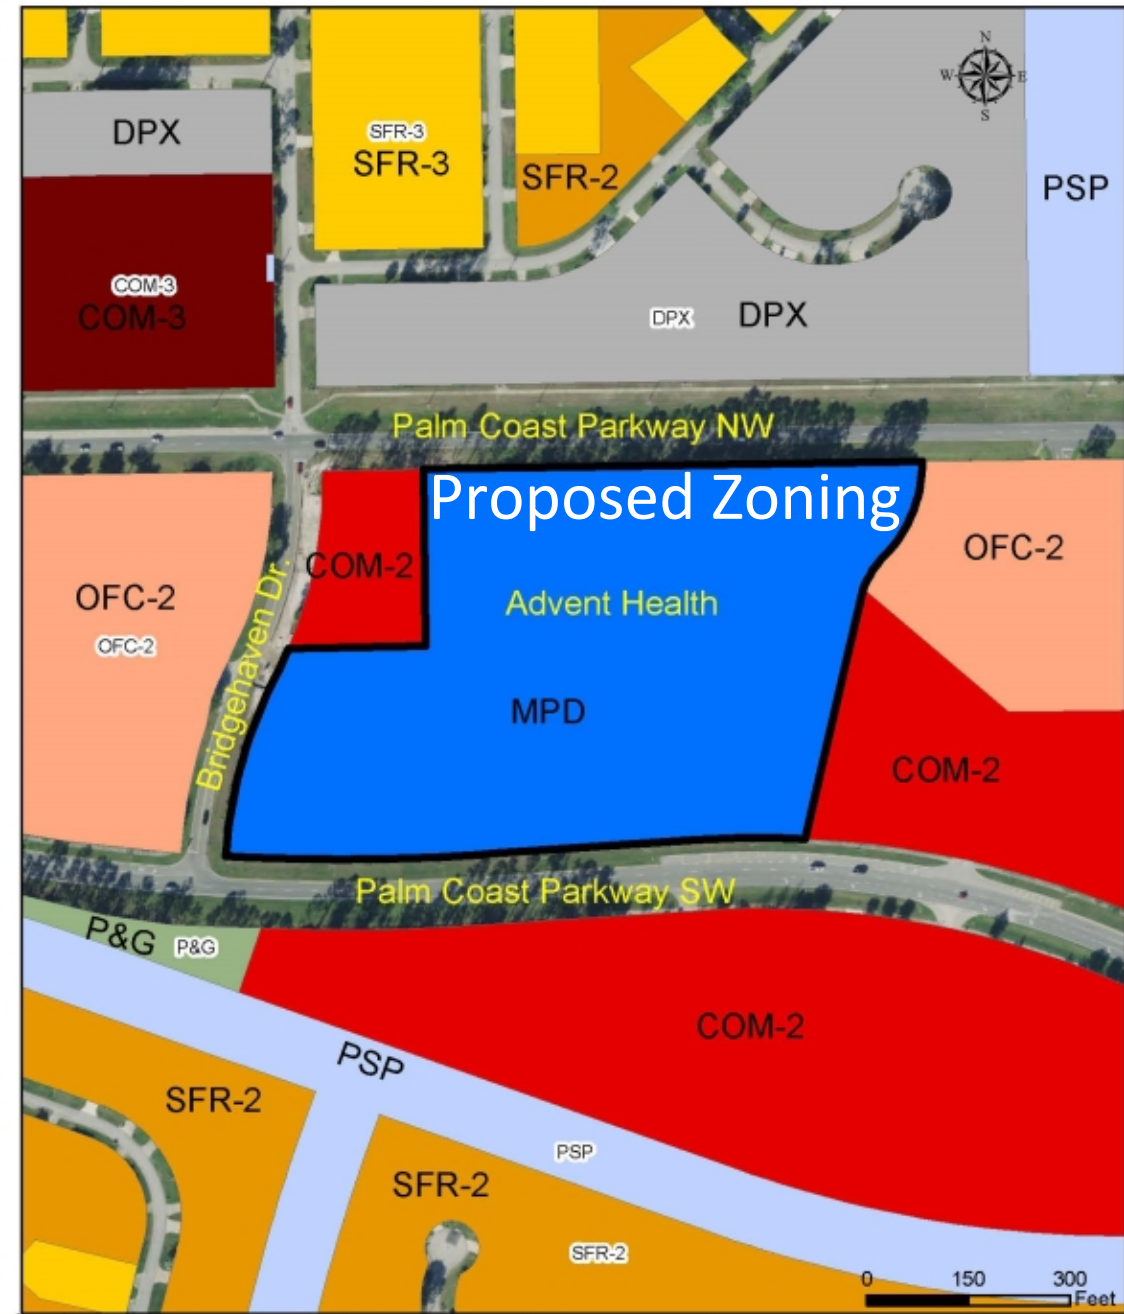 N
W E
S
DPX
SFR-3
SFR-3
SFR-2
PSP
COM-3
COM-3
DPX
DPX
Palm Coast Parkway NW
Proposed Zoning
COM-2
OFC-2
OFC-2
OFC-2
Advent Health
Bridgehaven Dr.
MPD
COM-2
Palm Coast Parkway SW
P&G
P&G
COM-2
PSP
SFR-2
PSP
SFR-2
SFR-2
0 150 300
Feet